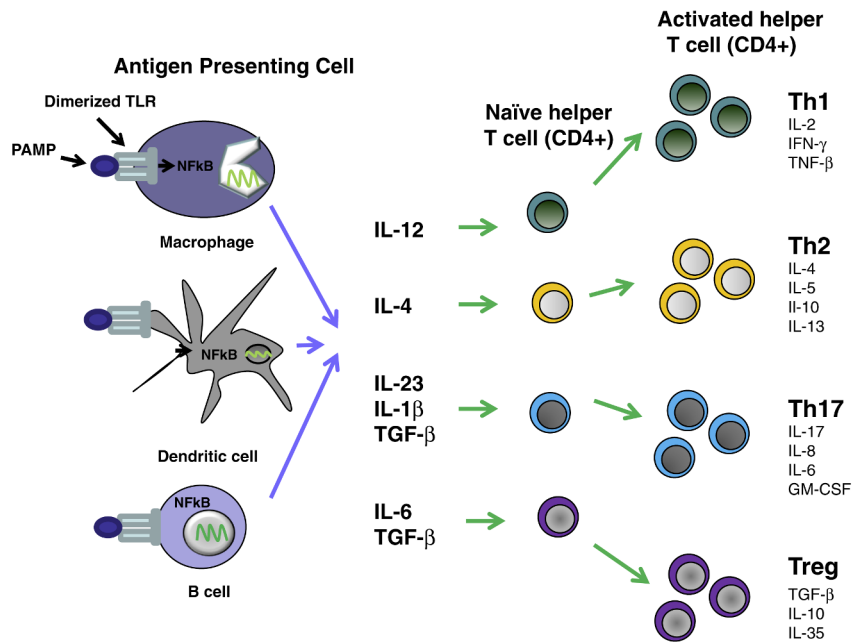 Activated helper
T cell (CD4+)
Antigen Presenting Cell
Dimerized TLR
PAMP
NFkB
Macrophage
NFkB
Dendritic cell
NFkB
B cell
IL-12
IL-4
IL-23
IL-1β
TGF-β
IL-6
TGF-β
Naïve helper
T cell (CD4+)
Th1
IL-2
IFN-γ
TNF-β
Th2
IL-4
IL-5
Il-10
IL-13
Th17
IL-17
IL-8
IL-6
GM-CSF
Treg
TGF-β
IL-10
IL-35